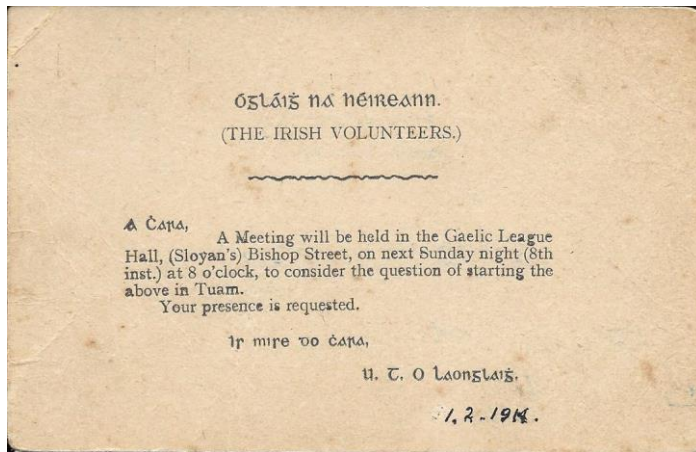 Ógláiġ na hÉireann.
(THE IRISH VOLUNTEERS.)
A Ċara,
A Meeting will be held in the Gaelic League
Hall, (Sloyan's) Bishop Street, on next Sunday night (8th
inst.) at 8 o'clock, to consider the question of starting the
above in Tuam.
Your presence is requested.
Is mise do ċara,
U. T. O Laonglaiġ.
1.2-1914.